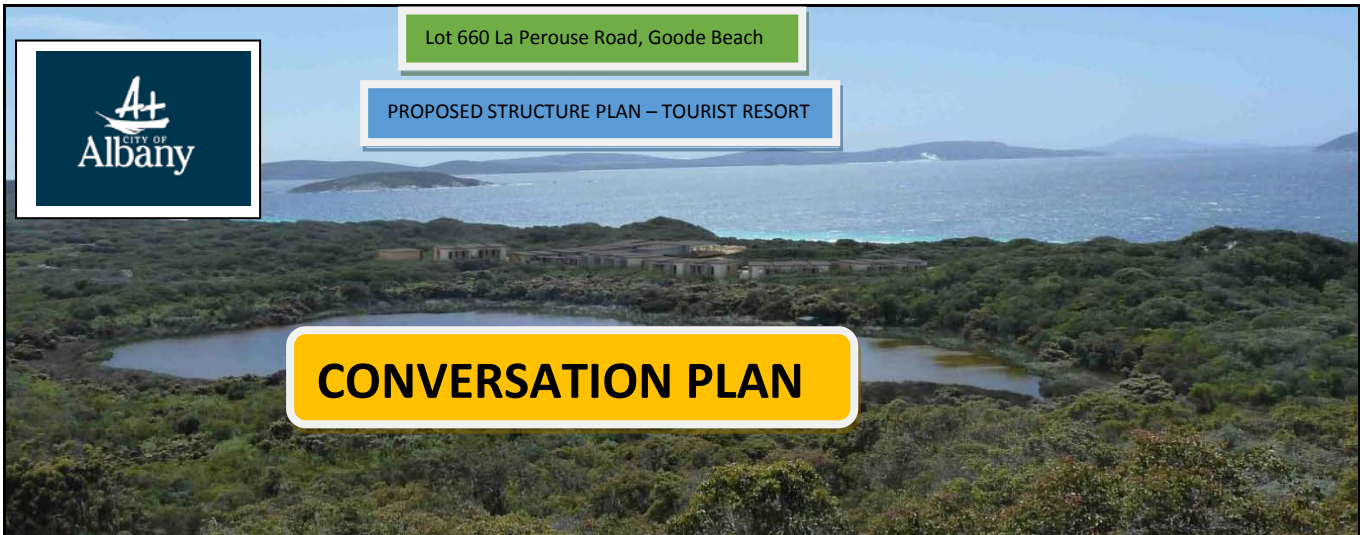 Lot 660 La Perouse Road, Goode Beach
PROPOSED STRUCTURE PLAN – TOURIST RESORT
A+
CITY OF
Albany
CONVERSATION PLAN